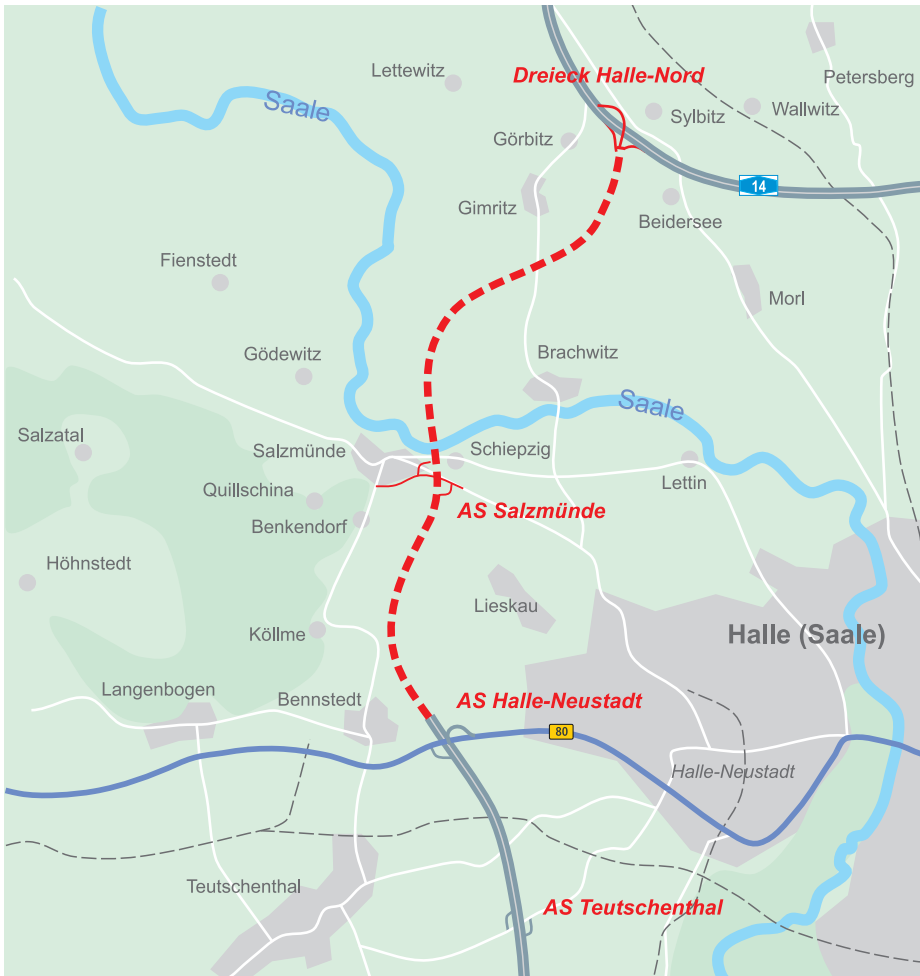 Lettewitz
Dreieck Halle-Nord
Petersberg
Saale
Sylbitz
Wallwitz
Görbitz
14
Gimritz
Beidersee
Fienstedt
Morl
Gödewitz
Brachwitz
Saale
Salzatal
Salzmünde
Schiepzig
Lettin
Quillschina
AS Salzmünde
Benkendorf
Höhnstedt
Lieskau
Köllme
Halle (Saale)
Langenbogen
Bennstedt
AS Halle-Neustadt
80
Halle-Neustadt
Teutschenthal
AS Teutschenthal